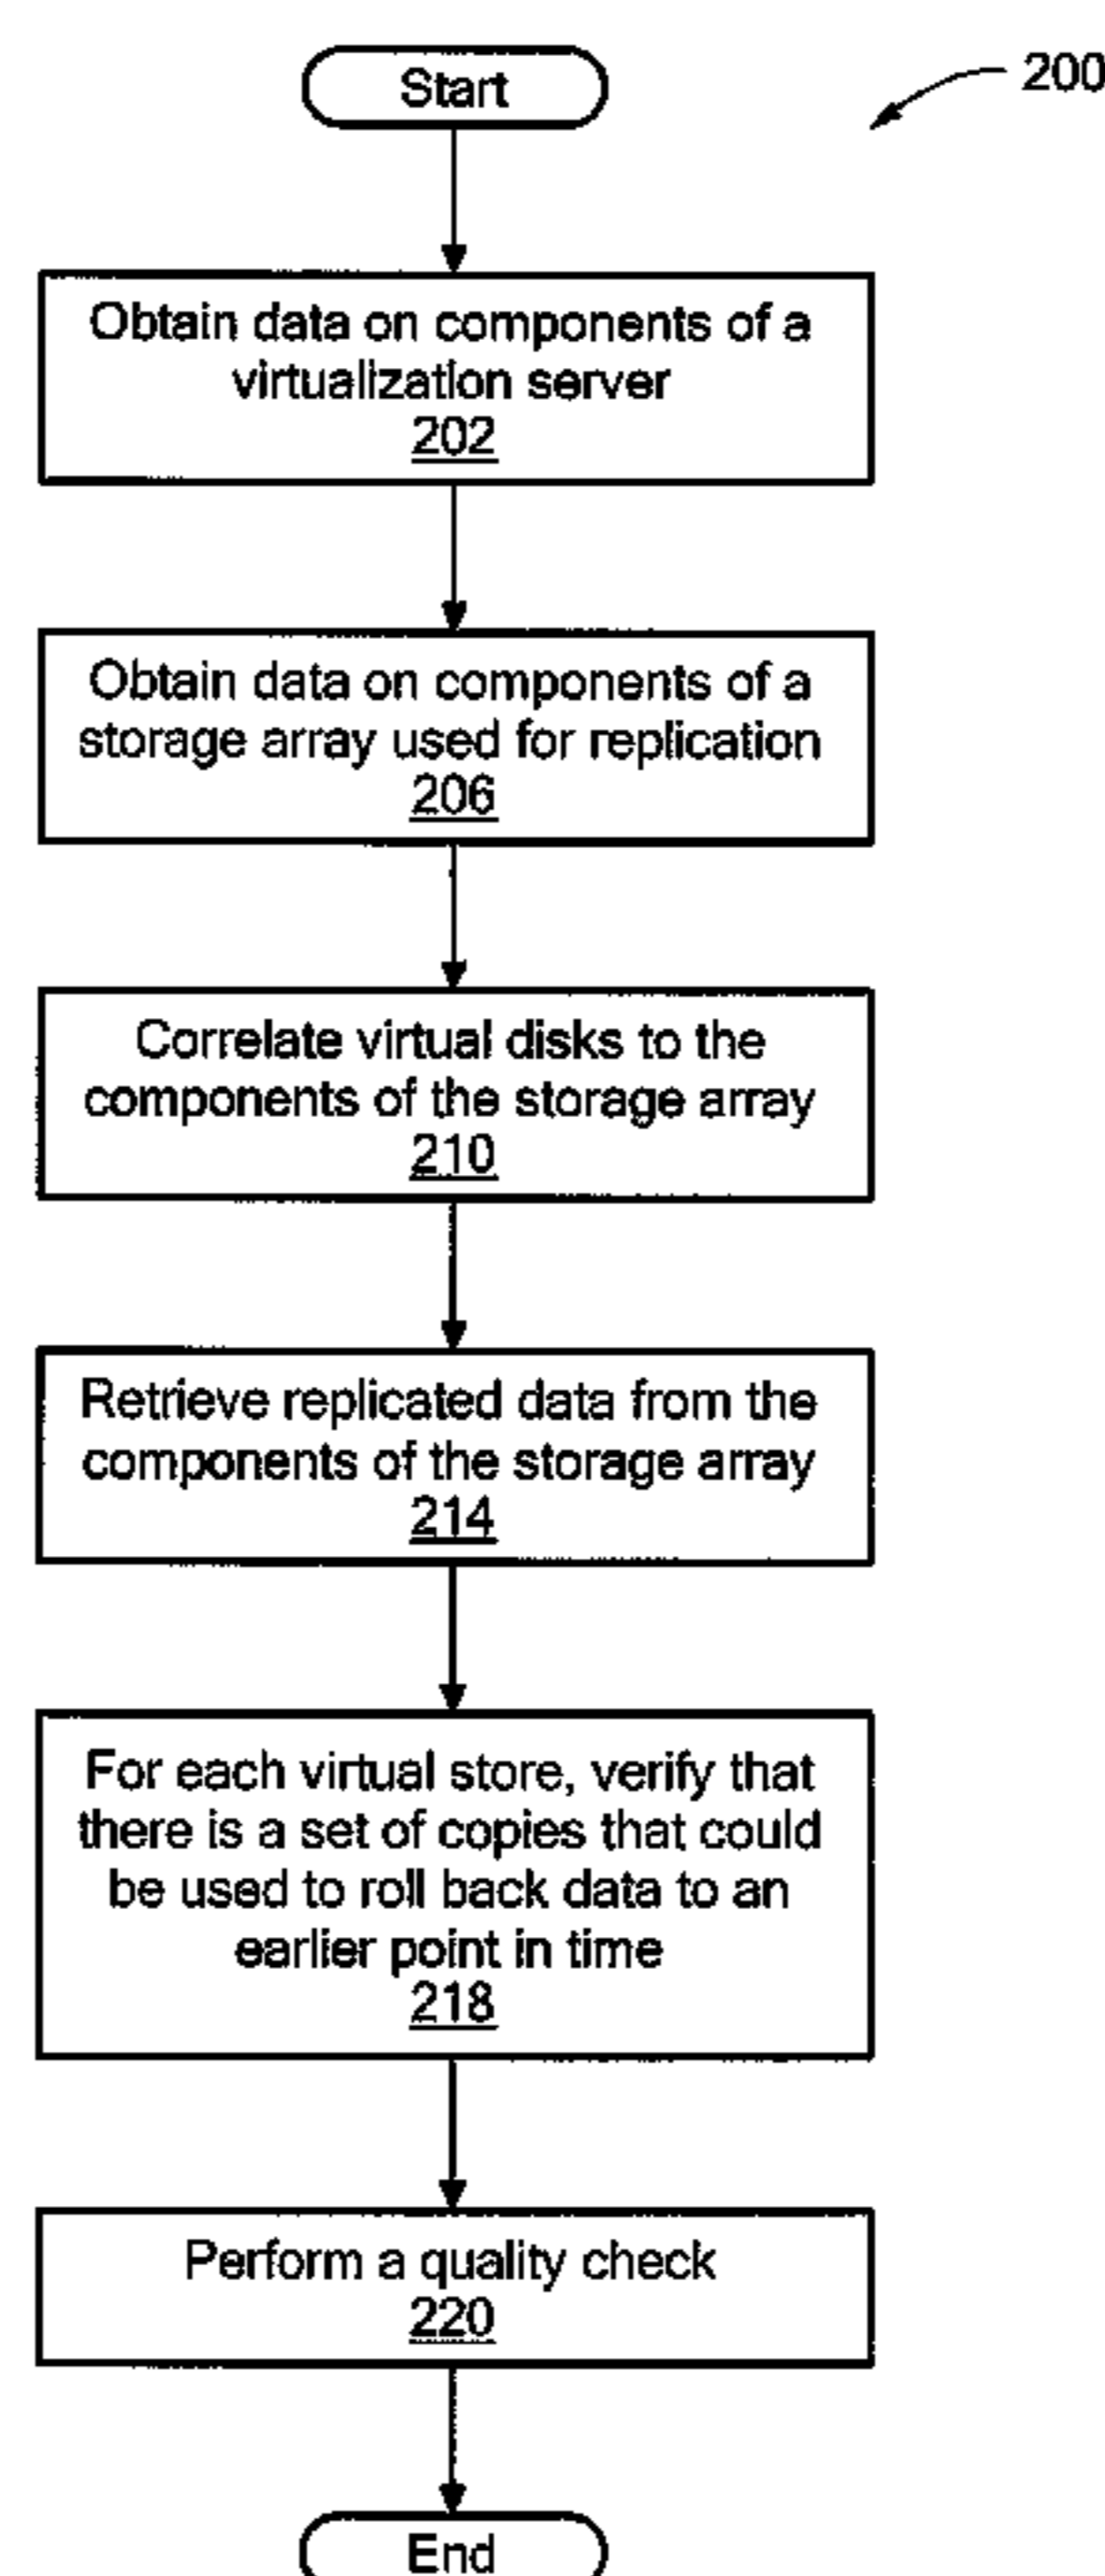 Start
200
Obtain data on components of a
virtualization server
202
Obtain data on components of a
storage array used for replication
206
Correlate virtual disks to the
components of the storage array
210
Retrieve replicated data from the
components of the storage array
214
For each virtual store, verify that
there is a set of copies that could
be used to roll back data to an
earlier point in time
218
Perform a quality check
220
End